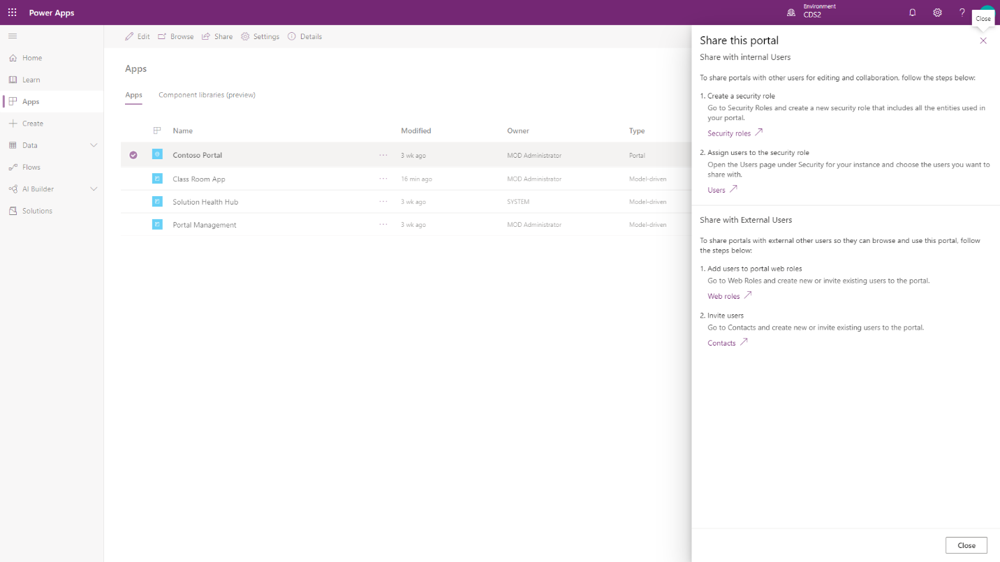 Power Apps
Environment
CDS2
?
Close
Home
Learn
Apps
Create
Data
Flows
AI Builder
Solutions
Edit
Browse
Share
Settings
Details
Apps
Apps
Component libraries (preview)
Name Modified Owner Type
Contoso Portal ... 3 wk ago MOD Administrator Portal
Class Room App ... 16 min ago MOD Administrator Model-driven
Solution Health Hub ... 3 wk ago SYSTEM Model-driven
Portal Management ... 3 wk ago MOD Administrator Model-driven
Share this portal
Share with internal Users
To share portals with other users for editing and collaboration, follow the steps below:
1. Create a security role
Go to Security Roles and create a new security role that includes all the entities used in
your portal.
Security roles
2. Assign users to the security role
Open the Users page under Security for your instance and choose the users you want to
share with.
Users
Share with External Users
To share portals with external other users so they can browse and use this portal, follow
the steps below:
1. Add users to portal web roles
Go to Web Roles and create new or invite existing users to the portal.
Web roles
2. Invite users
Go to Contacts and create new or invite existing users to the portal.
Contacts
Close